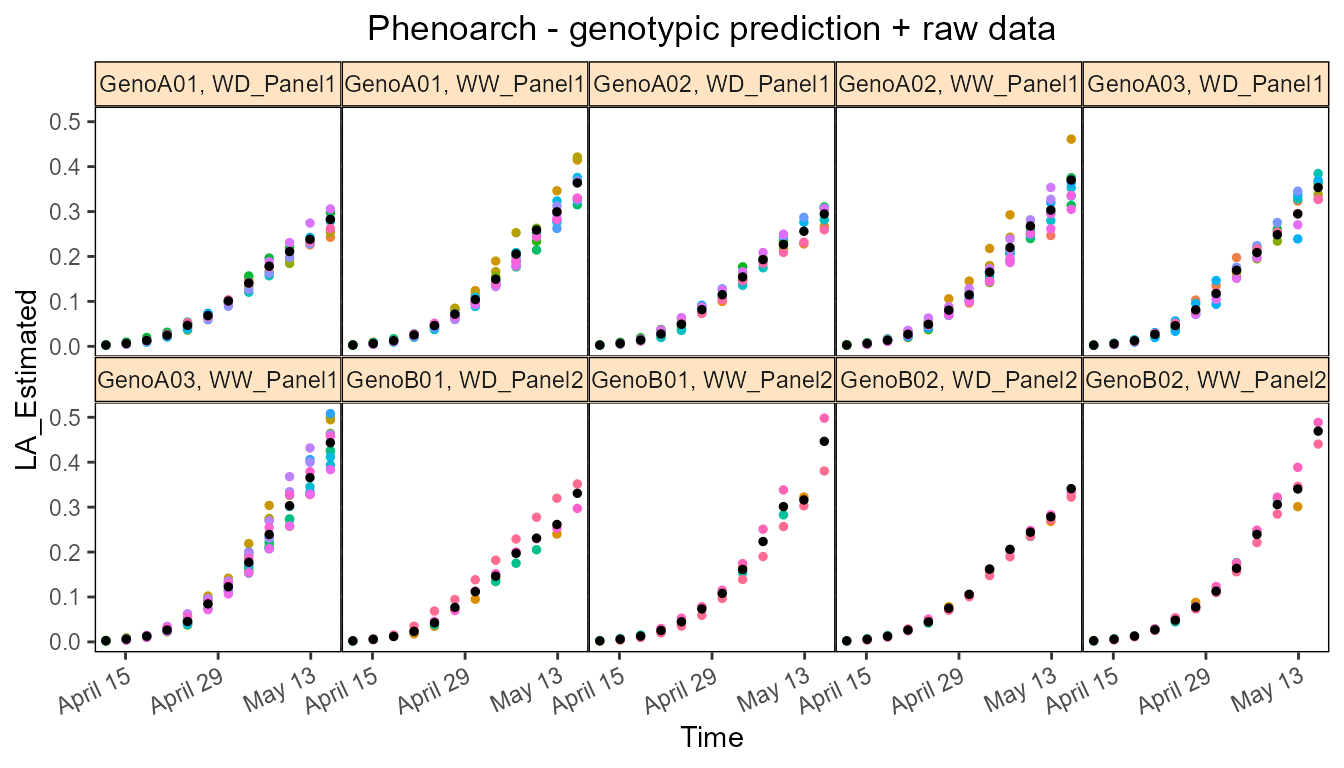 Phenoarch - genotypic prediction + raw data
GenoA01, WD_Panel1
GenoA01, WW_Panel1
GenoA02, WD_Panel1
GenoA02, WW_Panel1
GenoA03, WD_Panel1
0.5
0.4
0.3
0.2
0.1
0.0
GenoA03, WW_Panel1
GenoB01, WD_Panel2
GenoB01, WW_Panel2
GenoB02, WD_Panel2
GenoB02, WW_Panel2
0.5
0.4
0.3
0.2
0.1
0.0
LA_Estimated
April 15
April 29
May 13
April 15
April 29
May 13
April 15
April 29
May 13
April 15
April 29
May 13
April 15
April 29
May 13
Time